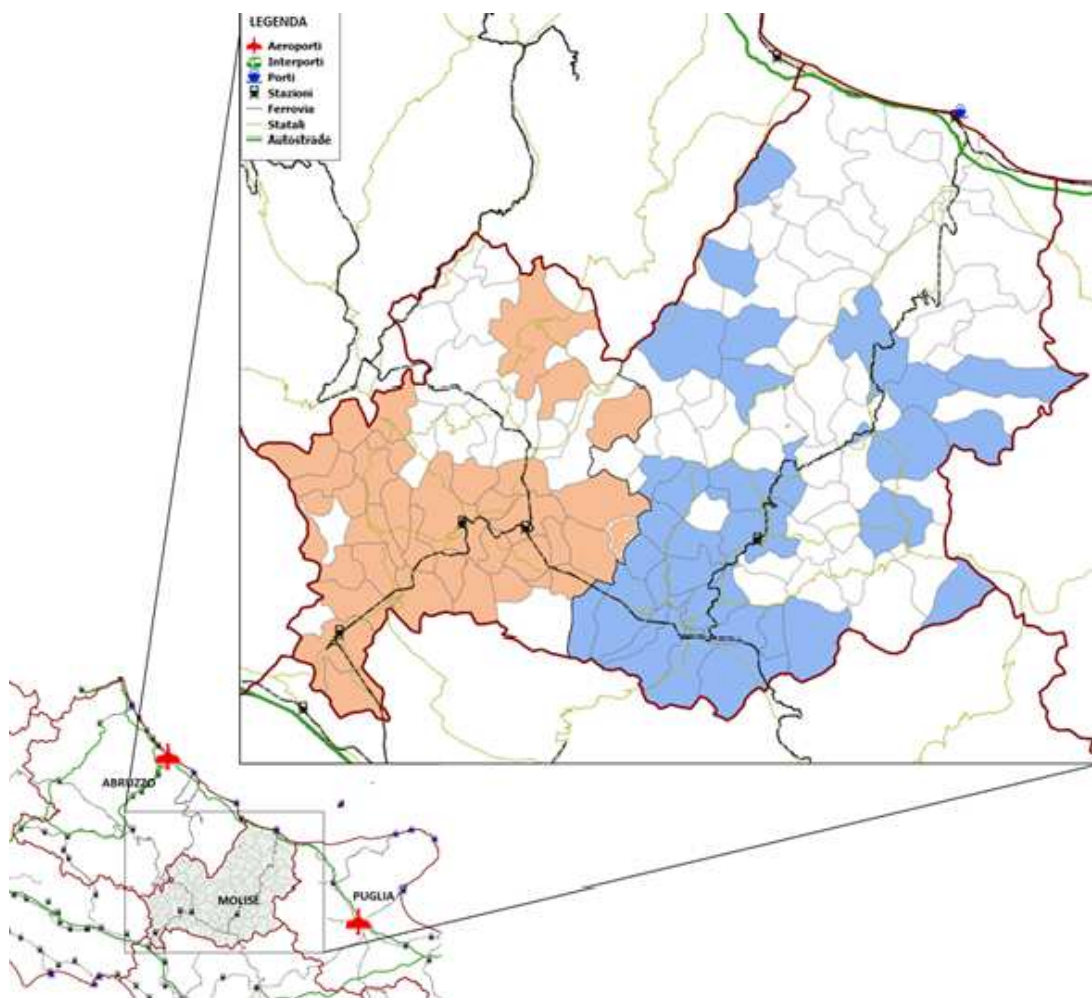 LEGENDA
Aeroporti
Interporti
Porti
Stazioni
Ferrovia
Statali
Autostrade
ABRUZZO
MOLISE
PUGLIA